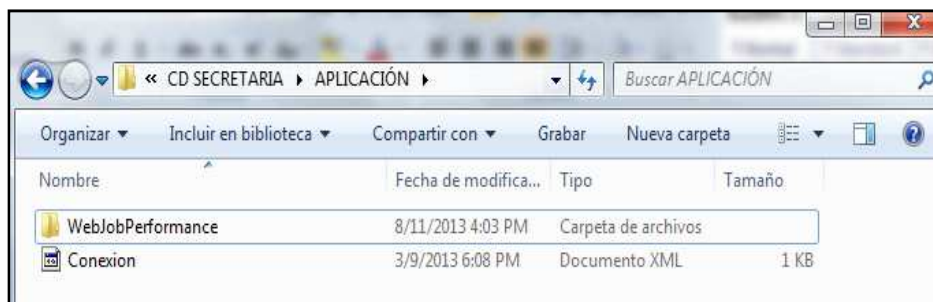 « CD SECRETARIA ▸ APLICACIÓN ▸ Buscar APLICACIÓN
Organizar Incluir en biblioteca Compartir con Grabar Nueva carpeta
Nombre Fecha de modifica... Tipo Tamaño
WebJobPerformance 8/11/2013 4:03 PM Carpeta de archivos
Conexion 3/9/2013 6:08 PM Documento XML 1 KB